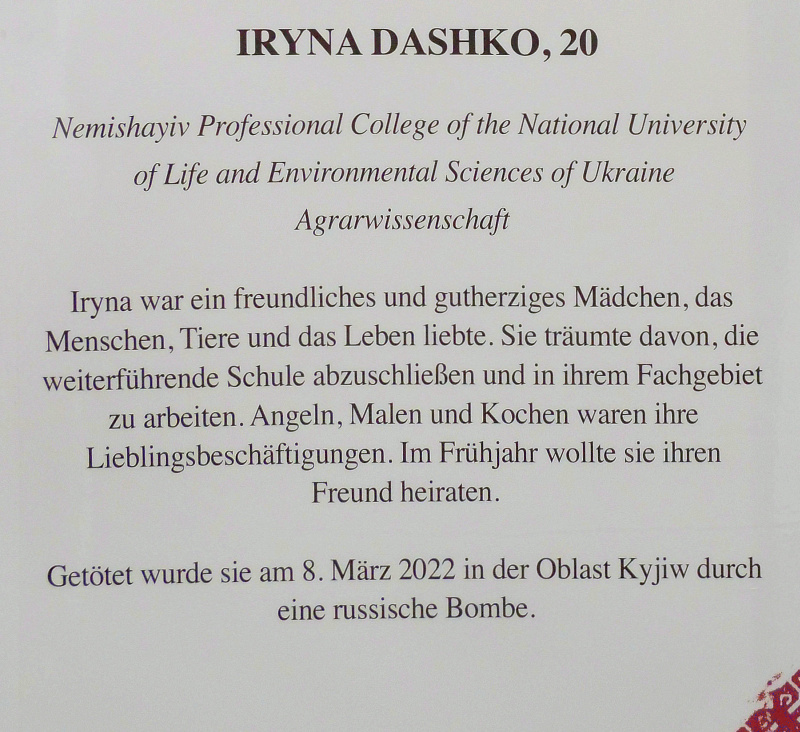 IRYNA DASHKO, 20
Nemishayiv Professional College of the National University
of Life and Environmental Sciences of Ukraine
Agrarwissenschaft
Iryna war ein freundliches und gutherziges Mädchen, das
Menschen, Tiere und das Leben liebte. Sie träumte davon, die
weiterführende Schule abzuschließen und in ihrem Fachgebiet
zu arbeiten. Angeln, Malen und Kochen waren ihre
Lieblingsbeschäftigungen. Im Frühjahr wollte sie ihren
Freund heiraten.
Getötet wurde sie am 8. März 2022 in der Oblast Kyjiw durch
eine russische Bombe.